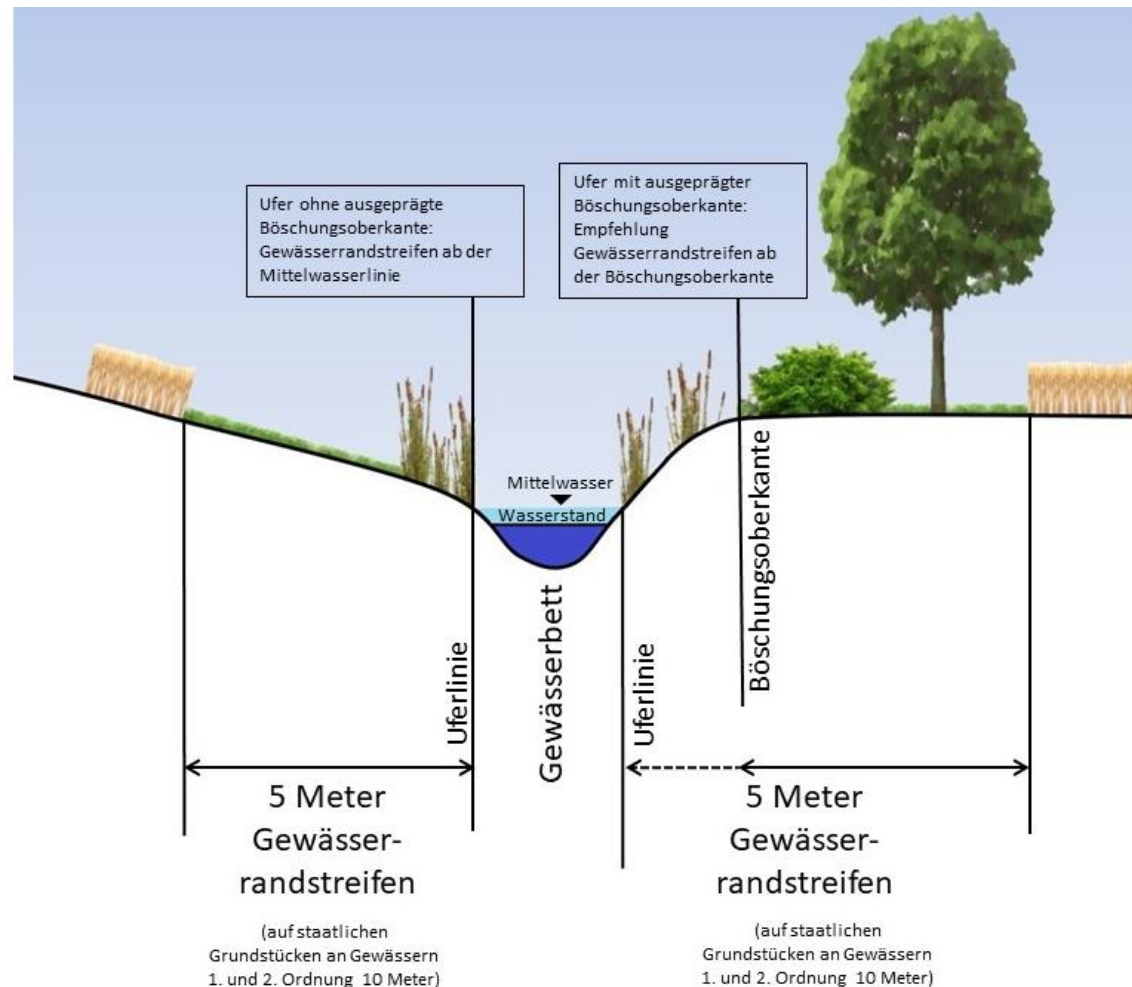 Ufer ohne ausgeprägte
Böschungsoberkante:
Gewässerrandstreifen ab der
Mittelwasserlinie
Ufer mit ausgeprägter
Böschungsoberkante:
Empfehlung
Gewässerrandstreifen ab
der Böschungsoberkante
Mittelwasser
Wasserstand
Uferlinie
Gewässerbett
Uferlinie
Böschungsoberkante
5 Meter
Gewässer-
randstreifen
(auf staatlichen
Grundstücken an Gewässern
1. und 2. Ordnung 10 Meter)
5 Meter
Gewässer-
randstreifen
(auf staatlichen
Grundstücken an Gewässern
1. und 2. Ordnung 10 Meter)